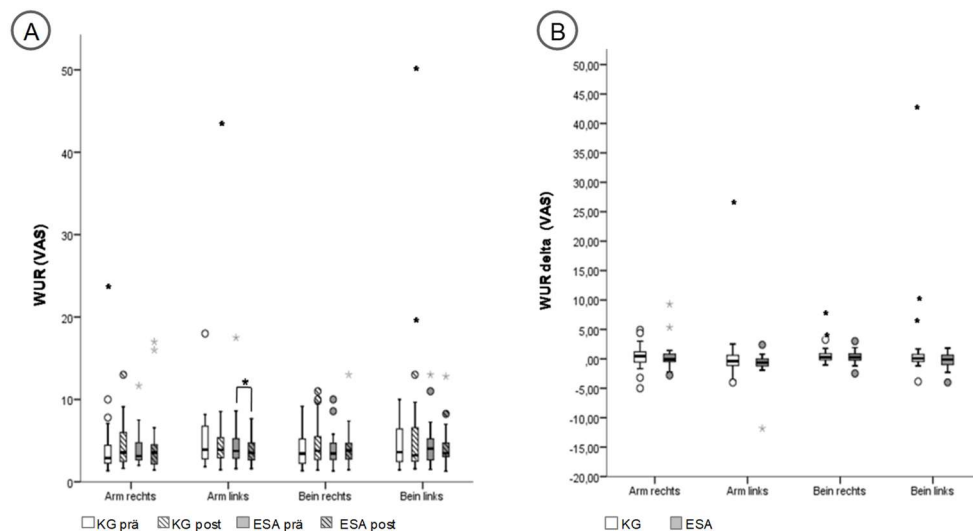 A
WUR (VAS)
50
40
30
20
10
0
Arm rechts Arm links Bein rechts Bein links
KG prä KG post ESA prä ESA post
B
WUR delta (VAS)
50,00
45,00
40,00
35,00
30,00
25,00
20,00
15,00
10,00
5,00
,00
-5,00
-10,00
-15,00
-20,00
Arm rechts Arm links Bein rechts Bein links
KG ESA